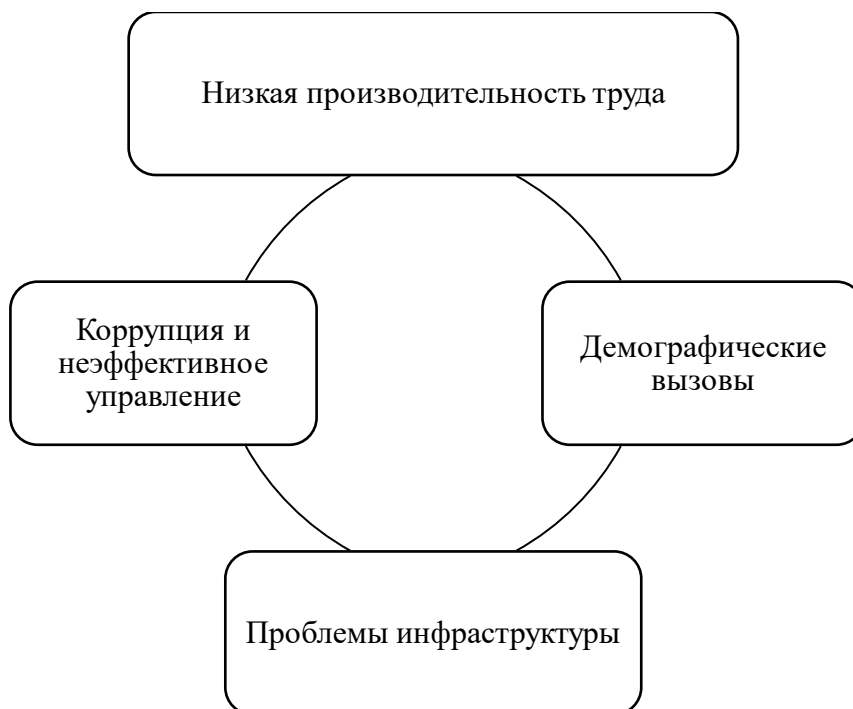 Низкая производительность труда
Коррупция и
неэффективное
управление
Демографические
вызовы
Проблемы инфраструктуры